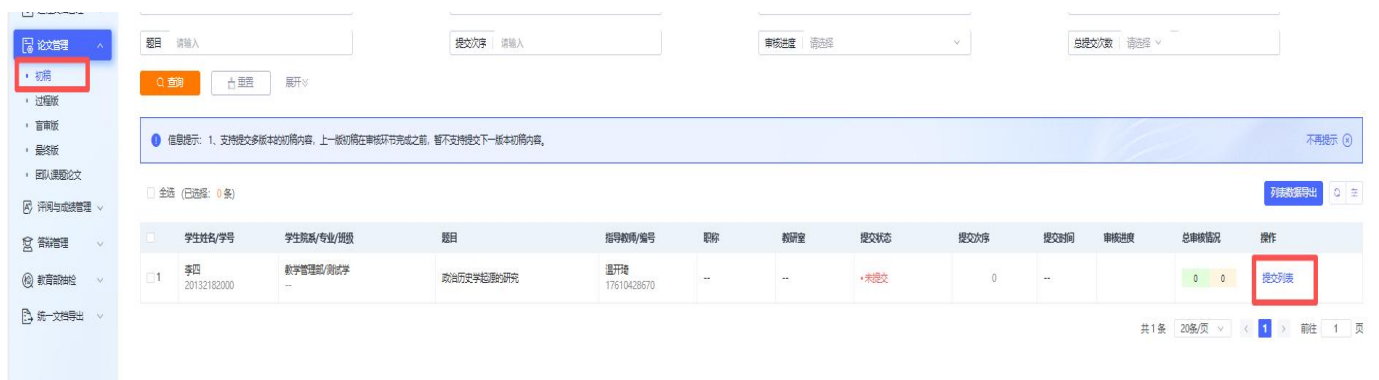 论文管理
初稿
过程版
盲审版
最终版
团队课题论文
评阅与成绩管理
答辩管理
教育部抽检
统一文档导出
题目 请输入
提交次序 请输入
审核进度 请选择
总提交次数 请选择
查询
重置
展开
信息提示： 1、支持提交多版本的初稿内容，上一版初稿在审核环节完成之前，暂不支持提交下一版本初稿内容。
不再提示
全选 (已选择: 0 条)
列表数据导出
学生姓名/学号 学生院系/专业/班级 题目 指导教师/编号 职称 教研室 提交状态 提交次序 提交时间 审核进度 总审核情况 操作
1 李四 教学管理部/测试学 政治历史学起源的研究 温开琦 -- -- 未提交 0 -- 0 0 提交列表
20132182000 -- 17610428670
共1条 20条/页 1 前往 1 页